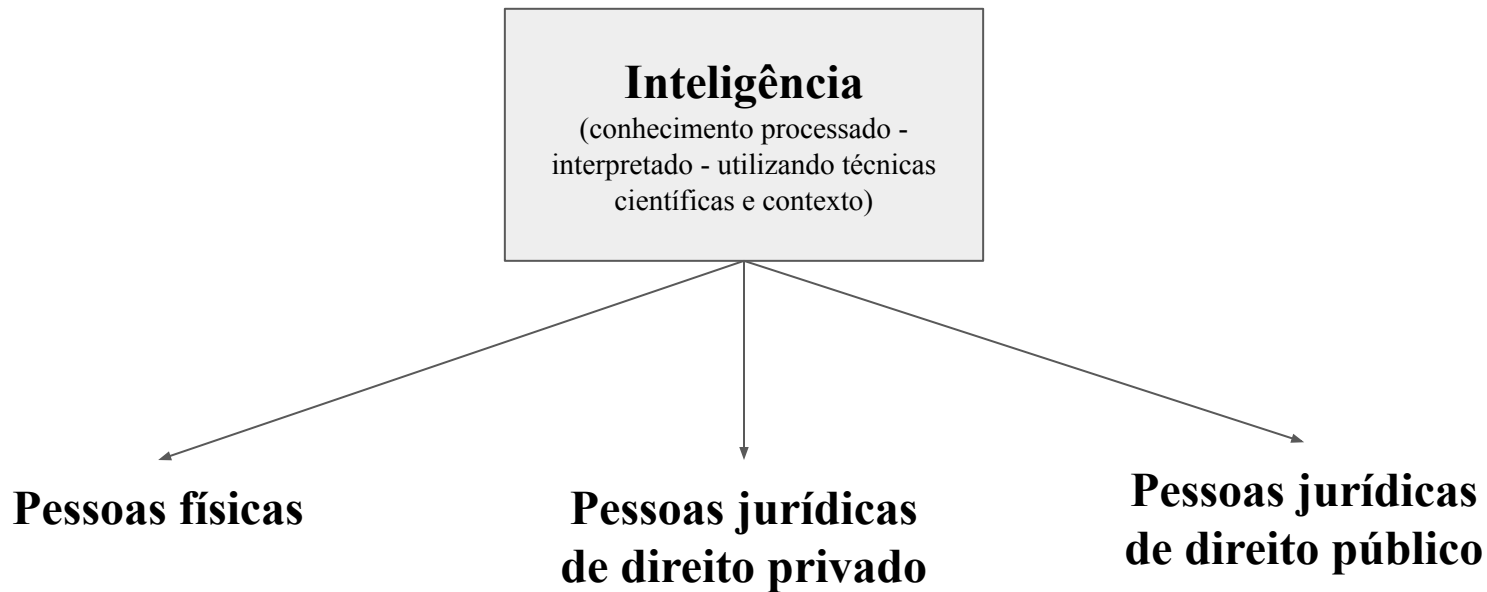 Inteligência
(conhecimento processado -
interpretado - utilizando técnicas
científicas e contexto)
Pessoas físicas
Pessoas jurídicas
de direito privado
Pessoas jurídicas
de direito público